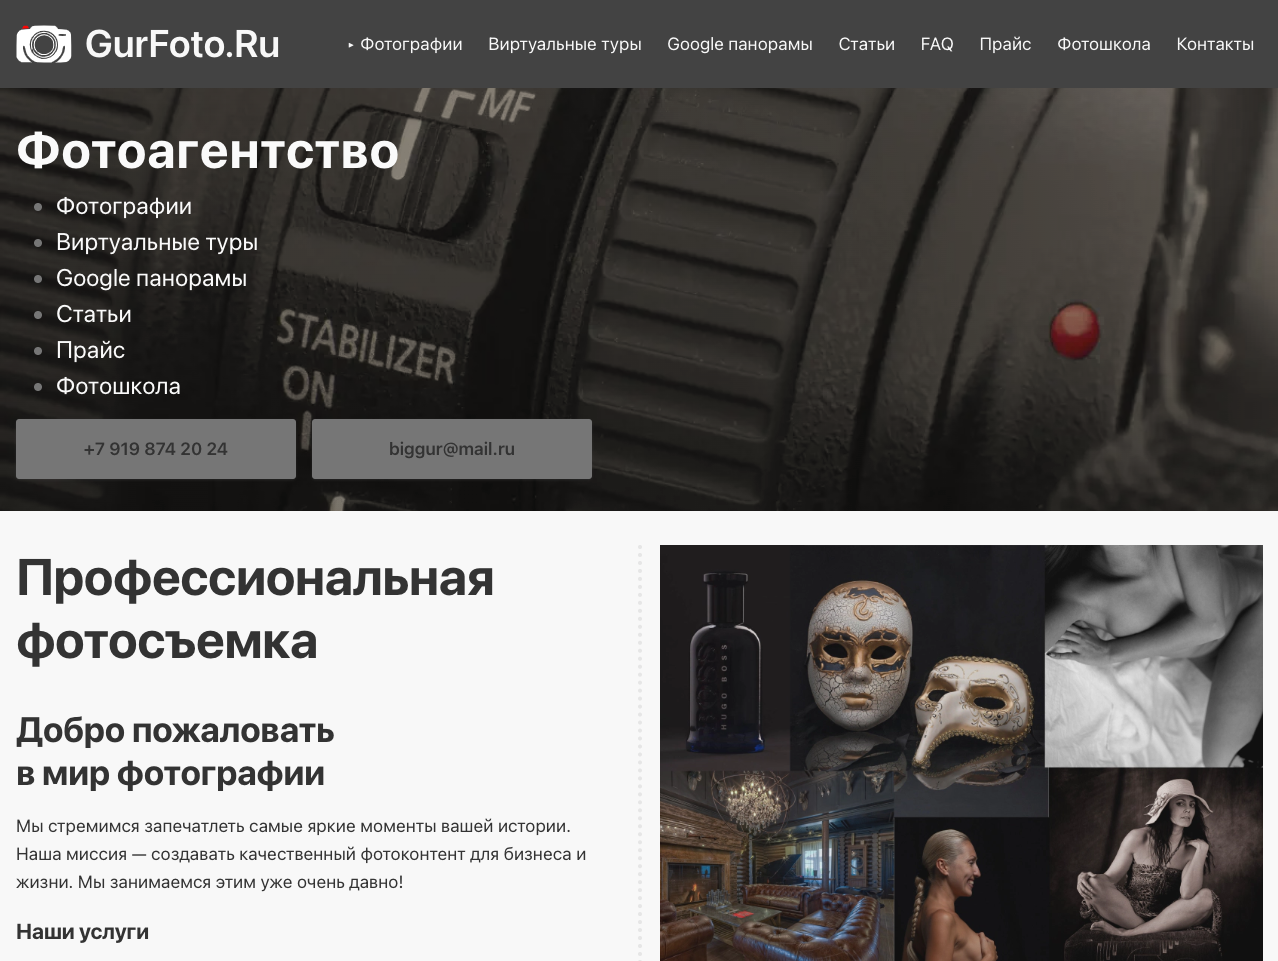 GurFoto.Ru
Фотографии
Виртуальные туры
Google панорамы
Статьи
FAQ
Прайс
Фотошкола
Контакты
MF
Фотоагентство
Фотографии
Виртуальные туры
Google панорамы
Статьи
Прайс
Фотошкола
STABILIZER
ON
+7 919 874 20 24
biggur@mail.ru
Профессиональная
фотосъемка
Добро пожаловать
в мир фотографии
Мы стремимся запечатлеть самые яркие моменты вашей истории.
Наша миссия — создавать качественный фотоконтент для бизнеса и
жизни. Мы занимаемся этим уже очень давно!
Наши услуги
HUGO BOSS